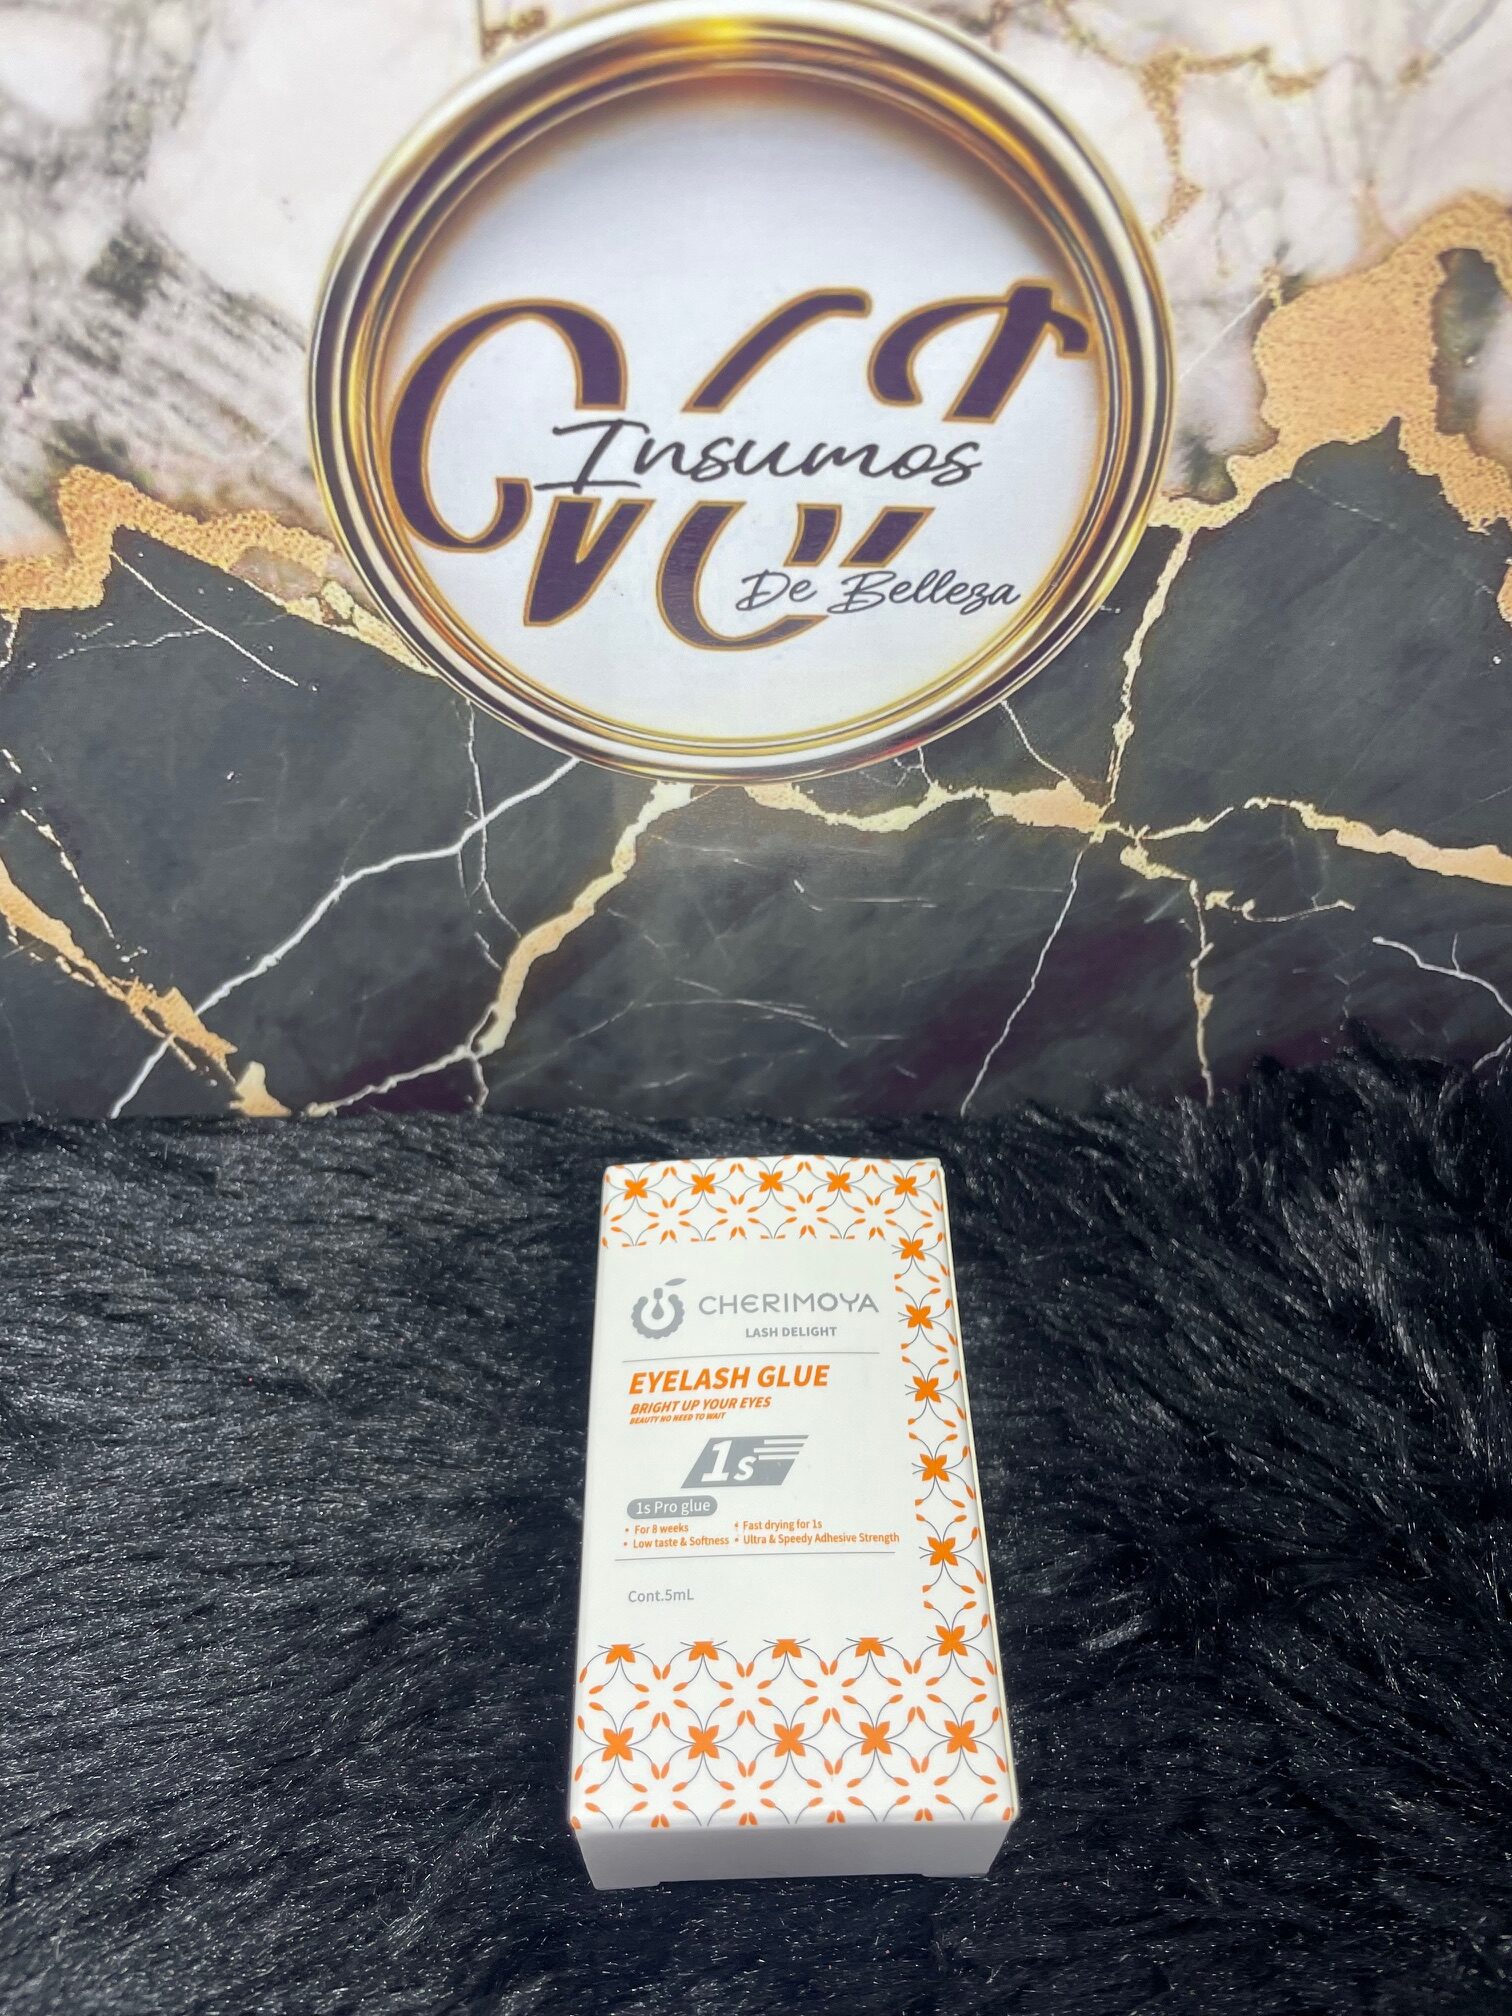 Insumos
De Belleza
CHERIMOYA
LASH DELIGHT
EYELASH GLUE
BRIGHT UP YOUR EYES
BEAUTY NO NEED TO WAIT
1s
1s Pro glue
• For 8 weeks • Fast drying for 1s
• Low taste & Softness • Ultra & Speedy Adhesive Strength
Cont.5mL